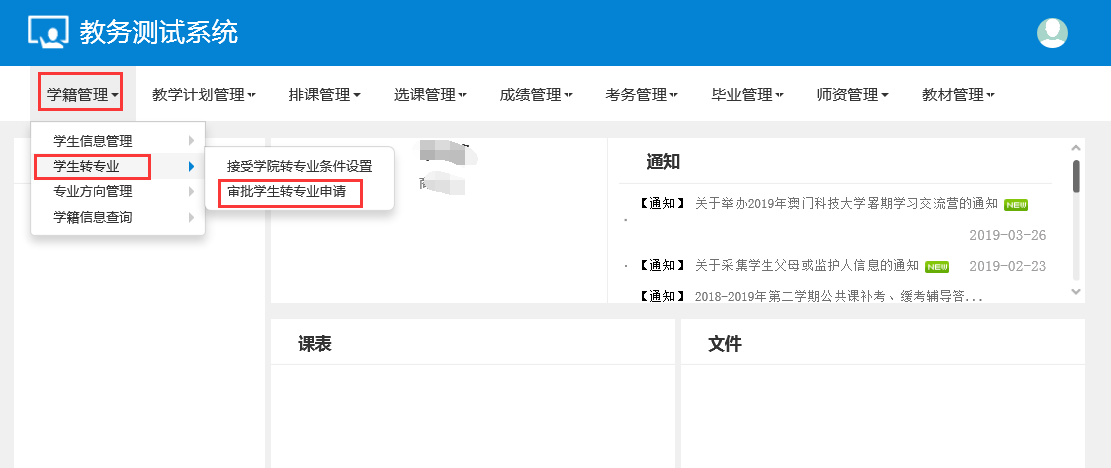 教务测试系统
学籍管理 教学计划管理 排课管理 选课管理 成绩管理 考务管理 毕业管理 师资管理 教材管理
学生信息管理
学生转专业
专业方向管理
学籍信息查询
接受学院转专业条件设置
审批学生转专业申请
商
通知
【通知】 关于举办2019年澳门科技大学暑期学习交流营的通知 NEW
2019-03-26
· 【通知】 关于采集学生父母或监护人信息的通知 NEW 2019-02-23
【通知】 2018-2019年第二学期公共课补考、缓考辅导答...
课表
文件